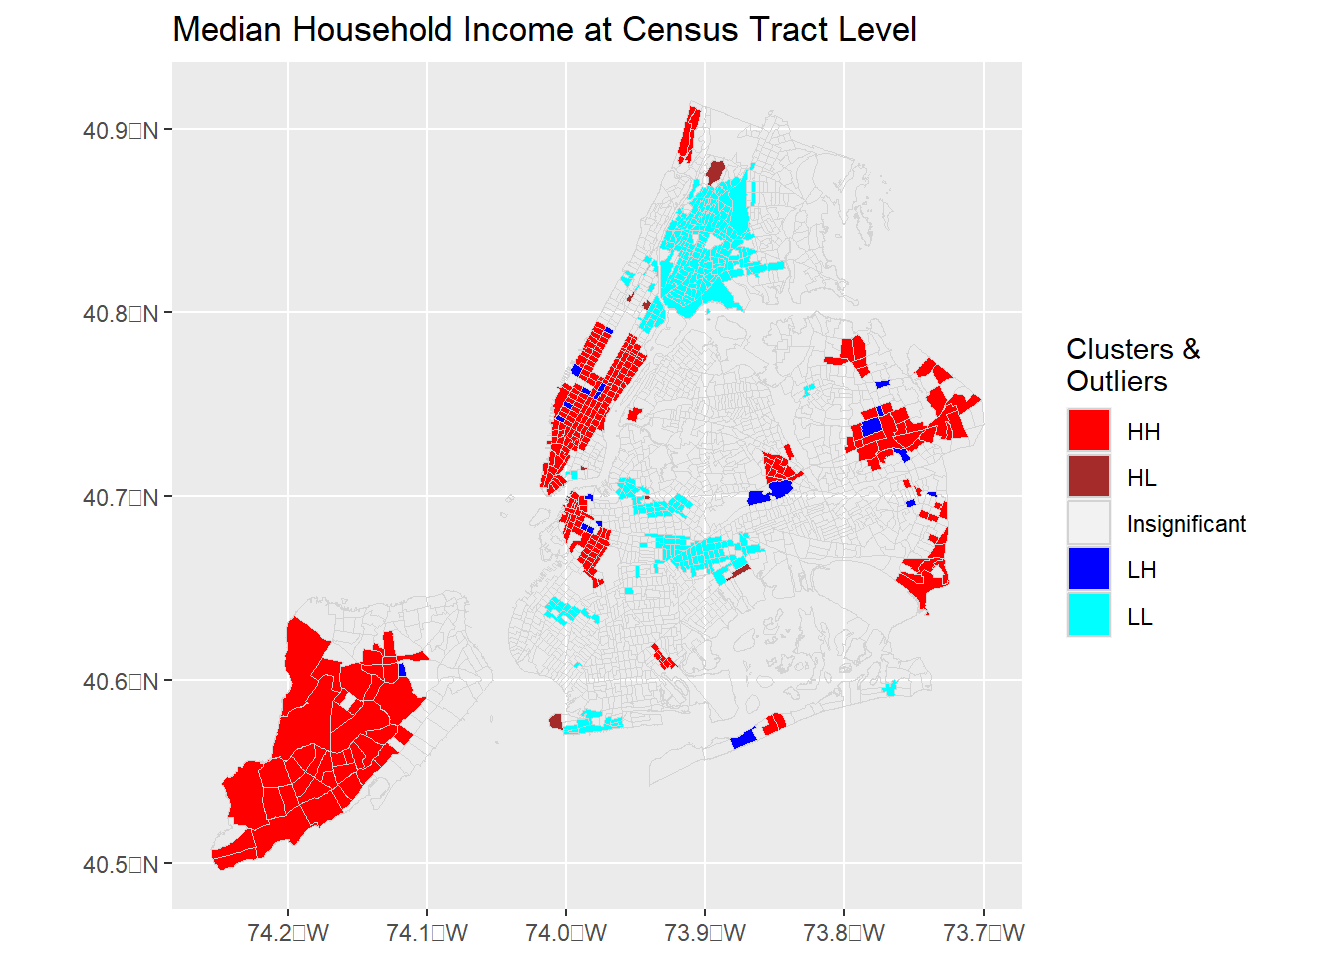 Median Household Income at Census Tract Level
40.9□N
40.8□N
40.7□N
40.6□N
40.5□N
74.2□W
74.1□W
74.0□W
73.9□W
73.8□W
73.7□W
Clusters &
Outliers
HH
HL
Insignificant
LH
LL